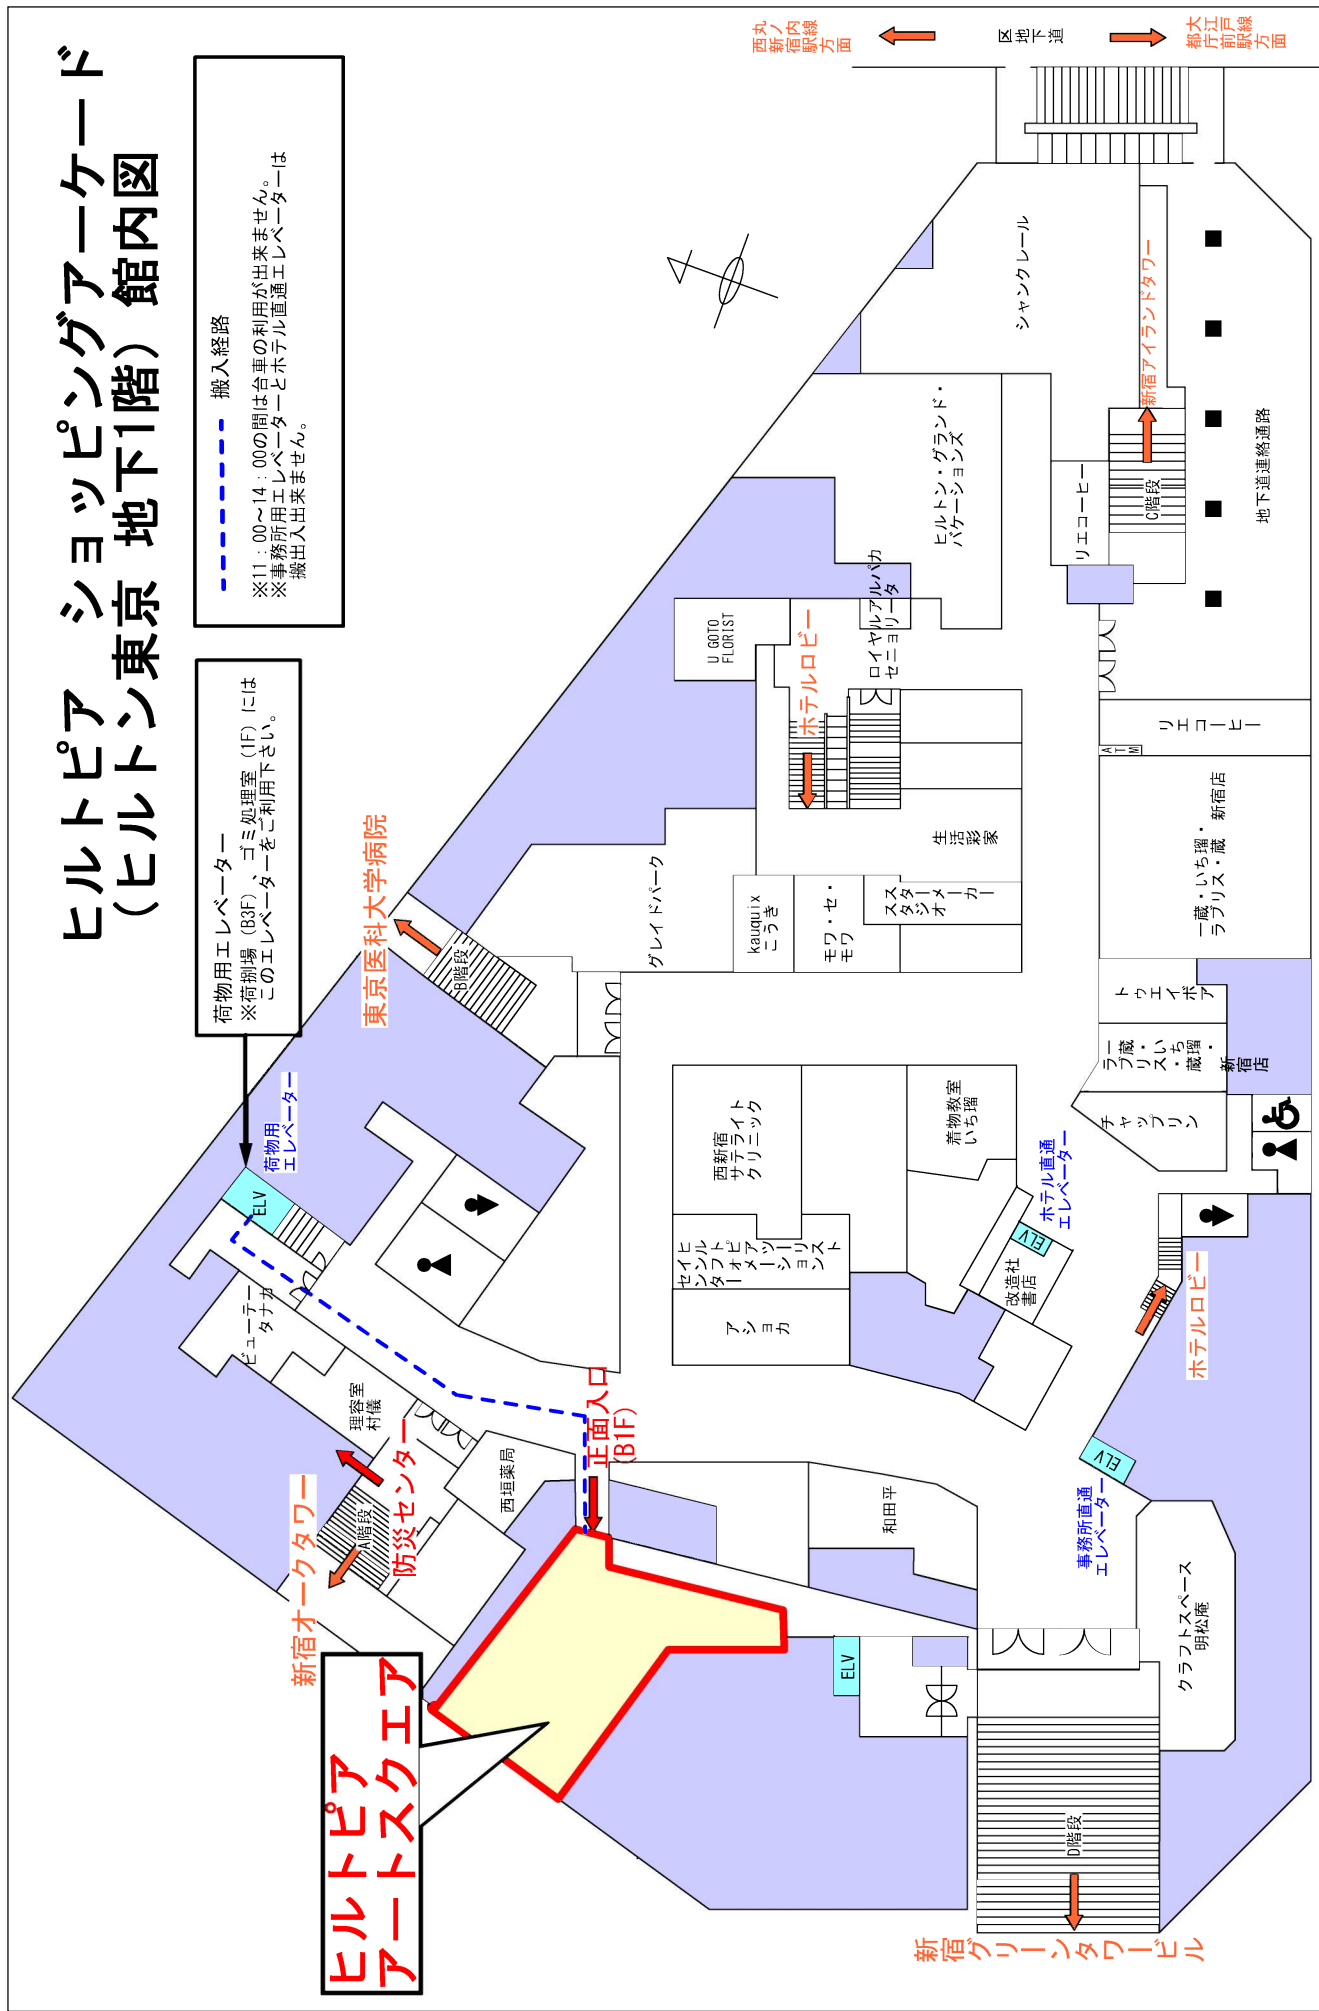 ヒルトピア ショッピングアーケード
(ヒルトン東京 地下1階) 館内図
搬入経路
※11:00~14:00の間は台車の利用が出来ません。
※事務所用エレベーターとホテル直通エレベーターは
搬出入出来ません。
荷物用エレベーター
※荷捌場(B3F)、ゴミ処理室(1F)には
このエレベーターをご利用下さい。
丸ノ内線
西新宿駅方面
区地下道
大江戸線
都庁前駅方面
シャンクレール
新宿アイランドタワー
ヒルトン・グランド・
バケーションズ
リエコーヒー
C階段
地下道連絡通路
U GOTO
FLORIST
ホテルロビー
ロイヤルアルパカ
セニョリータ
リエコーヒー
ATM
生活彩家
一蔵・いち瑠・
ラブリス・蔵 新宿店
東京医科大学病院
B階段
グレイドパーク
kauquix
こうき
モワ・セ・
モワ
スターメーカー
スタジオ
トゥエイボア
一蔵・いち瑠・
ラブリス・蔵
新宿店
チャップリン
荷物用
エレベーター
ELV
西新宿
サテライト
クリニック
着物教室
いち瑠
ホテル直通
エレベーター
ELV
改造社
書店
ヒルトピアツーリスト
インフォメーション
センター
アショカ
ホテルロビー
ビューテー
タナカ
理容室
村儀
西垣薬局
正面入口
(B1F)
防災センター
A階段
新宿オークタワー
和田平
ELV
事務所直通
エレベーター
クラフトスペース
明松庵
ELV
ヒルトピア
アートスクエア
D階段
新宿グリーンタワービル